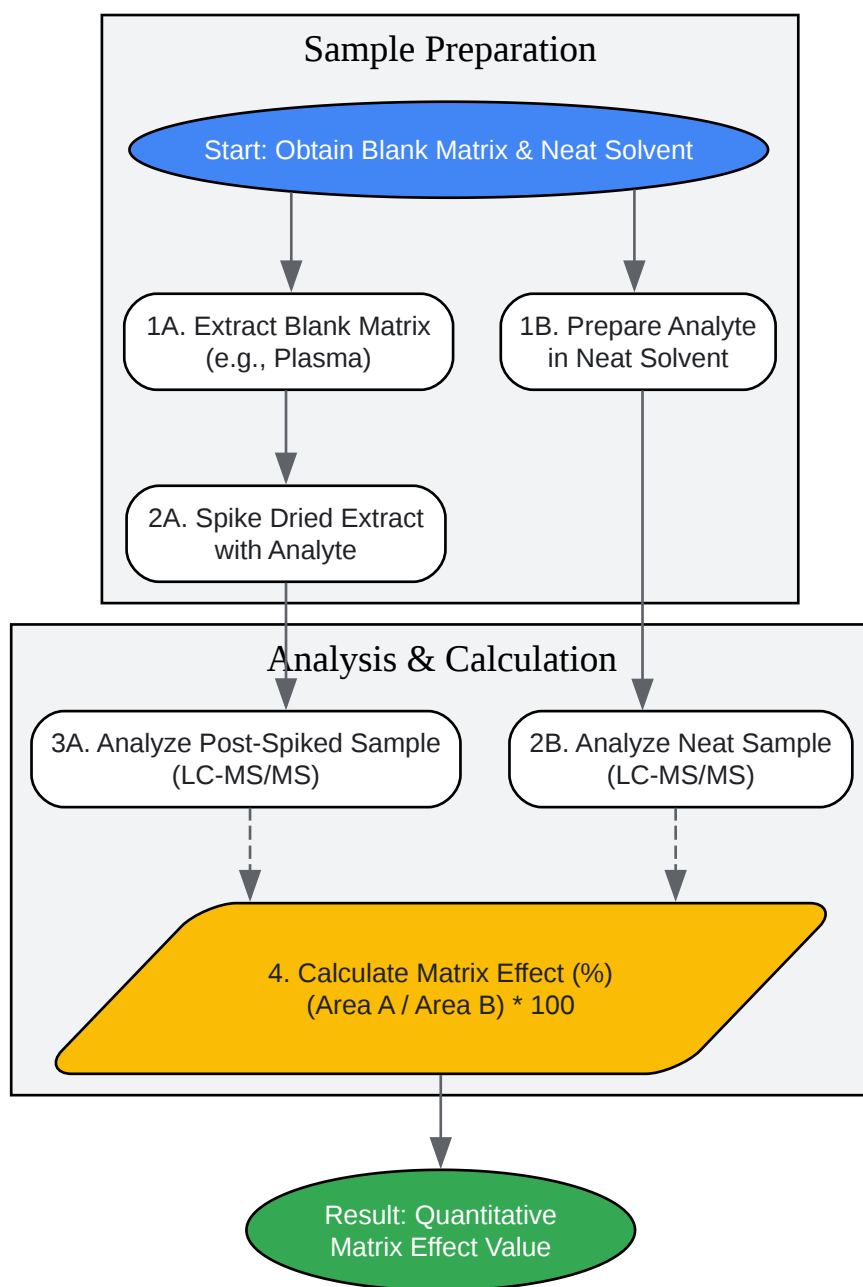 Sample Preparation
Start: Obtain Blank Matrix & Neat Solvent
1A. Extract Blank Matrix
(e.g., Plasma)
1B. Prepare Analyte
in Neat Solvent
2A. Spike Dried Extract
with Analyte
Analysis & Calculation
3A. Analyze Post-Spiked Sample
(LC-MS/MS)
2B. Analyze Neat Sample
(LC-MS/MS)
4. Calculate Matrix Effect (%)
(Area A / Area B) * 100
Result: Quantitative
Matrix Effect Value